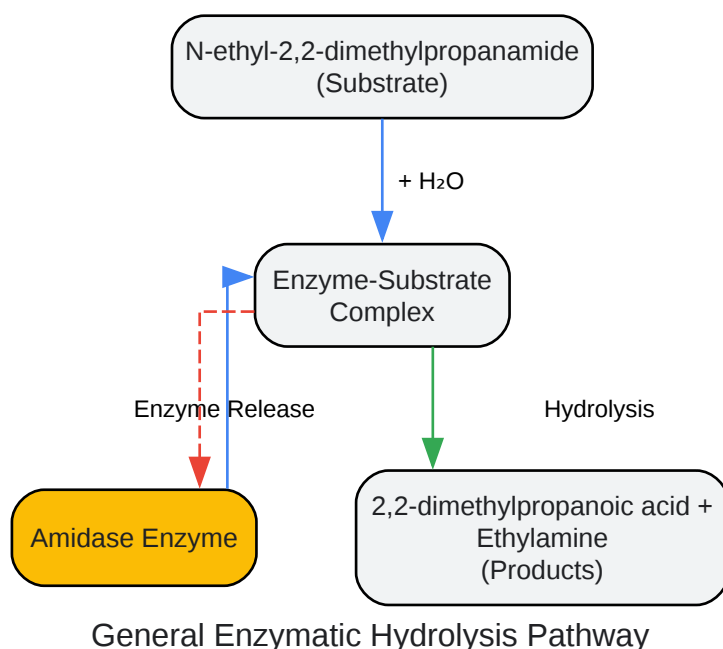 N-ethyl-2,2-dimethylpropanamide
(Substrate)
+ H₂O
Enzyme-Substrate
Complex
Enzyme Release
Hydrolysis
Amidase Enzyme
2,2-dimethylpropanoic acid +
Ethylamine
(Products)
General Enzymatic Hydrolysis Pathway